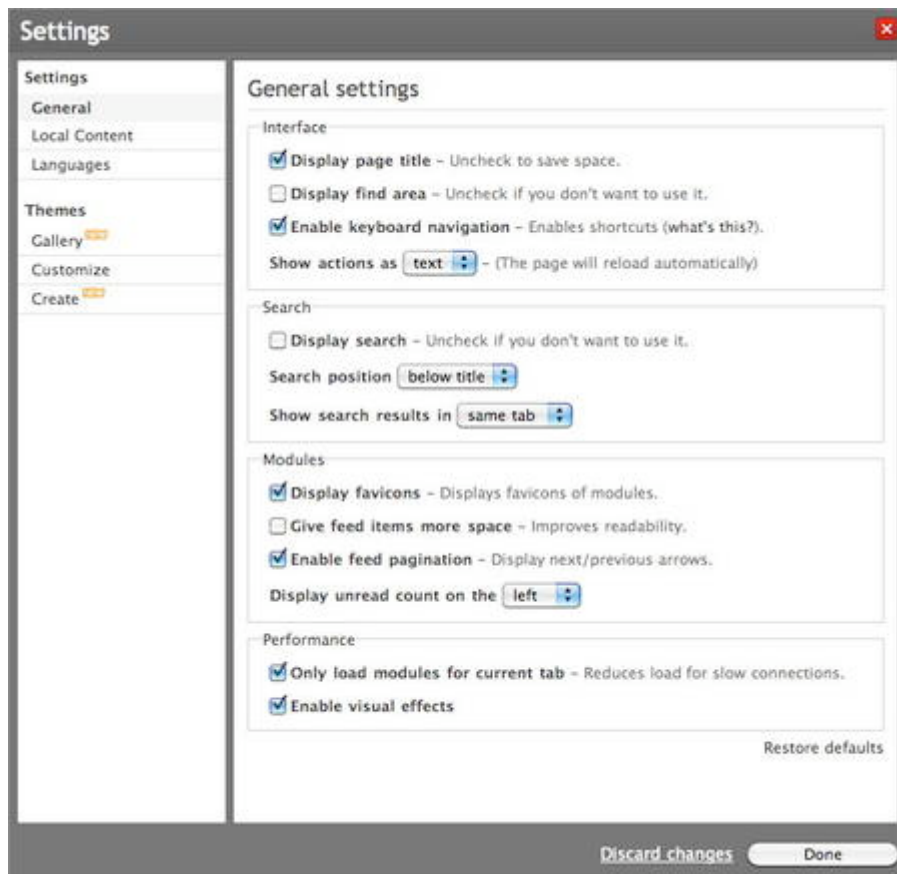 Settings
Settings
General
Local Content
Languages
Themes
Gallery NEW
Customize
Create NEW
General settings
Interface
Display page title – Uncheck to save space.
Display find area – Uncheck if you don't want to use it.
Enable keyboard navigation – Enables shortcuts (what's this?).
Show actions as text – (The page will reload automatically)
Search
Display search – Uncheck if you don't want to use it.
Search position below title
Show search results in same tab
Modules
Display favicons – Displays favicons of modules.
Give feed items more space – Improves readability.
Enable feed pagination – Display next/previous arrows.
Display unread count on the left
Performance
Only load modules for current tab – Reduces load for slow connections.
Enable visual effects
Restore defaults
Discard changes Done